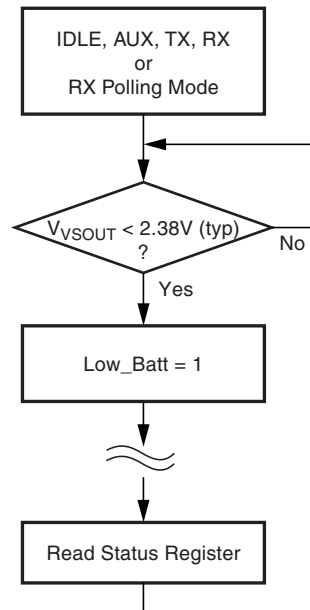 IDLE, AUX, TX, RX
or
RX Polling Mode
VVSOUT < 2.38V (typ)
?
No
Yes
Low_Batt = 1
Read Status Register